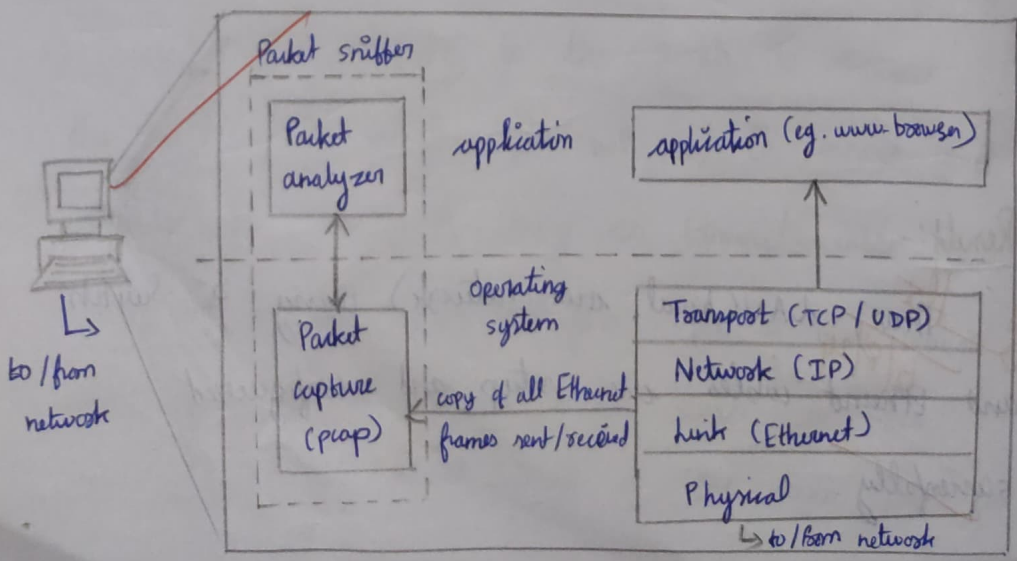 Packet sniffer
Packet
analyzer
application
application (eg. www browser)
operating
system
Packet
capture
(pcap)
copy of all Ethernet
frames sent/received
Transport (TCP / UDP)
Network (IP)
Link (Ethernet)
Physical
to/from network
to/from
network